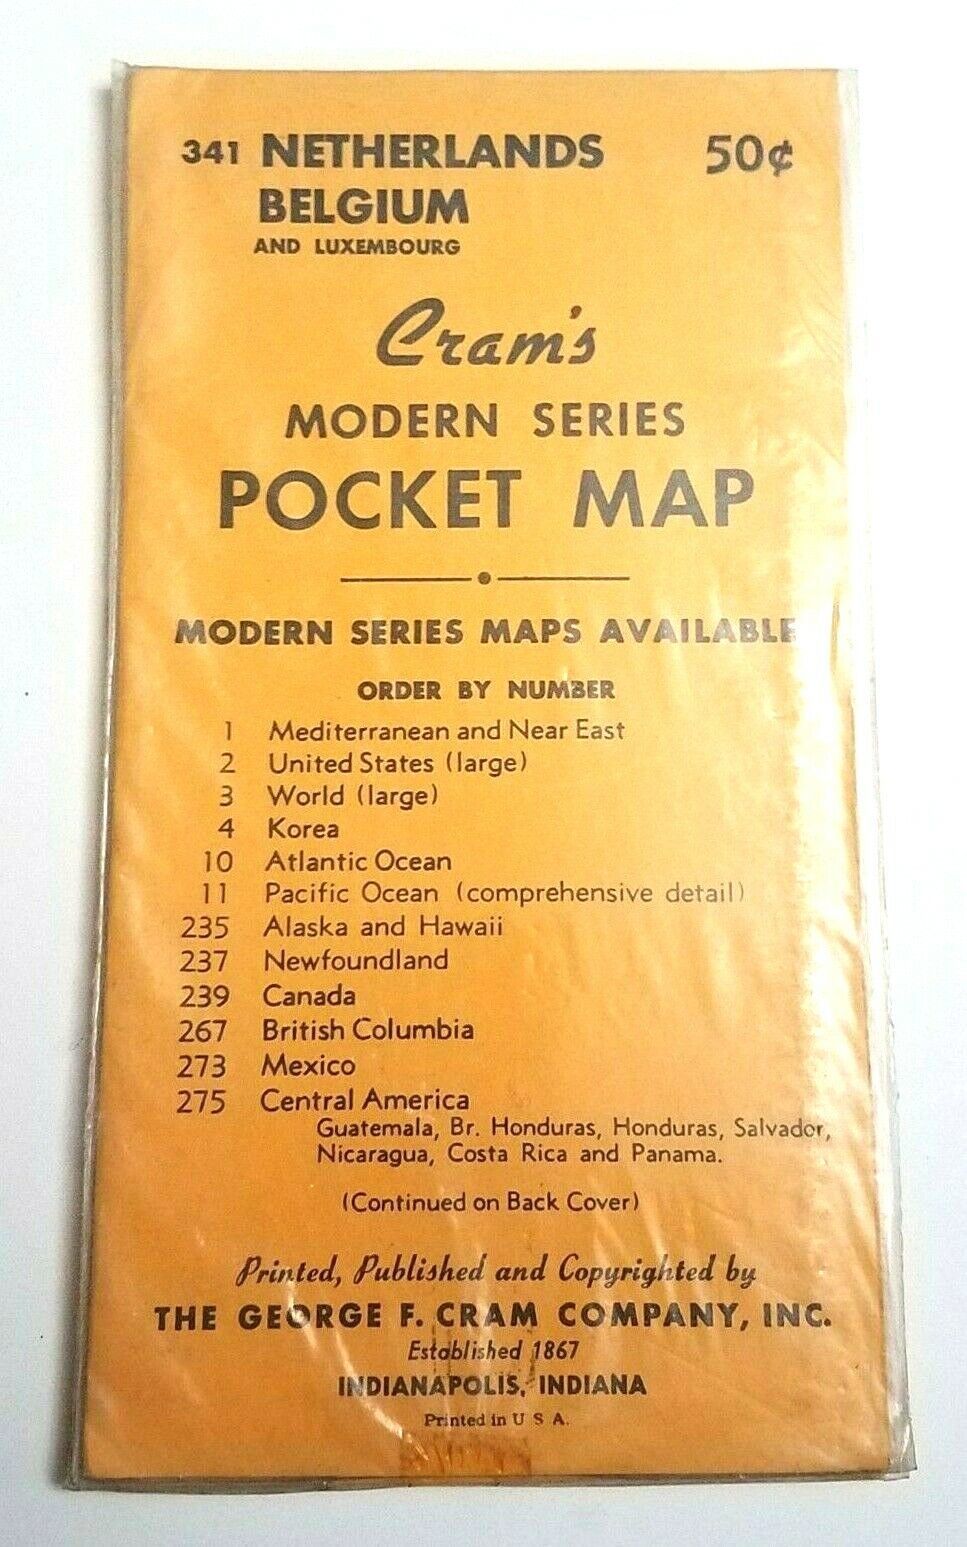 341 NETHERLANDS 50¢
BELGIUM
AND LUXEMBOURG
Cram's
MODERN SERIES
POCKET MAP
MODERN SERIES MAPS AVAILABLE
ORDER BY NUMBER
1 Mediterranean and Near East
2 United States (large)
3 World (large)
4 Korea
10 Atlantic Ocean
11 Pacific Ocean (comprehensive detail)
235 Alaska and Hawaii
237 Newfoundland
239 Canada
267 British Columbia
273 Mexico
275 Central America
Guatemala, Br. Honduras, Honduras, Salvador,
Nicaragua, Costa Rica and Panama.
(Continued on Back Cover)
Printed, Published and Copyrighted by
THE GEORGE F. CRAM COMPANY, INC.
Established 1867
INDIANAPOLIS, INDIANA
Printed in U S A.